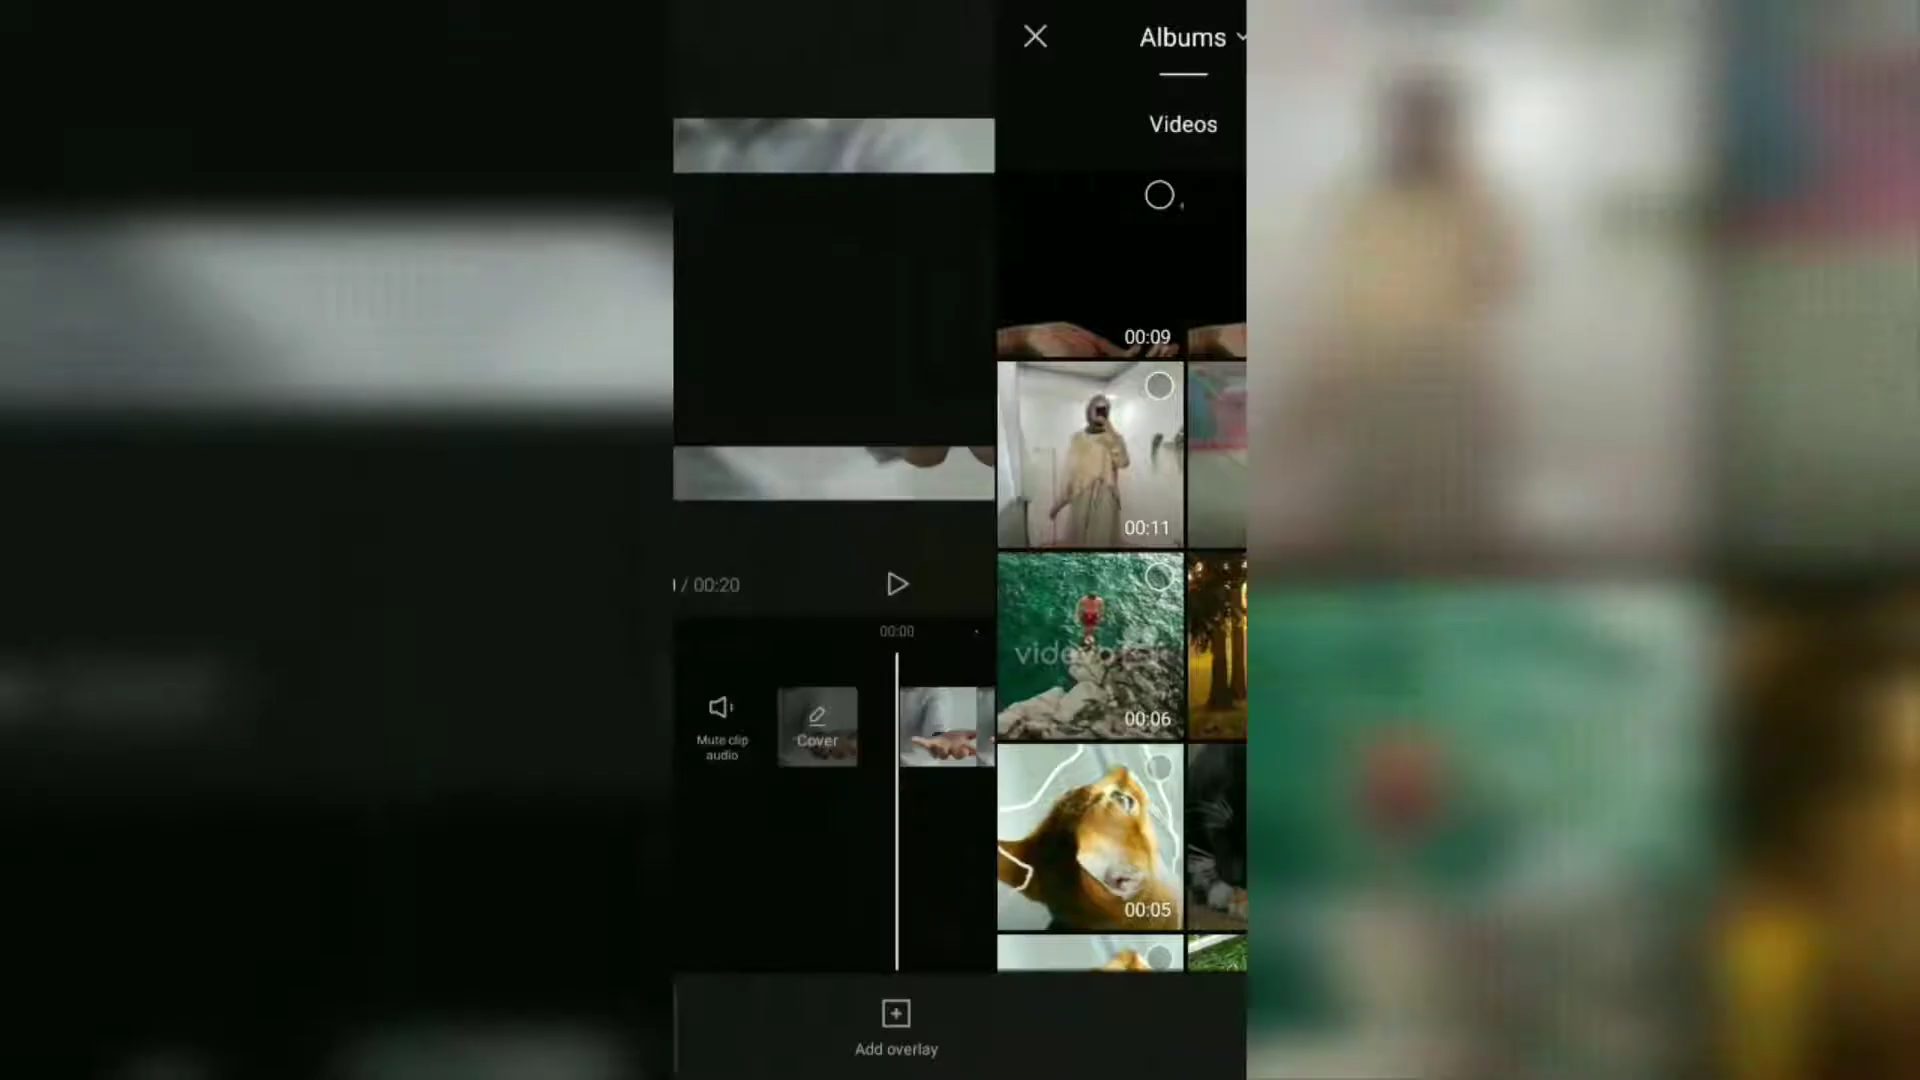 Albums
Videos
00:09
00:11
00:06
00:05
/ 00:20
00:00
Mute clip
audio
Cover
Add overlay